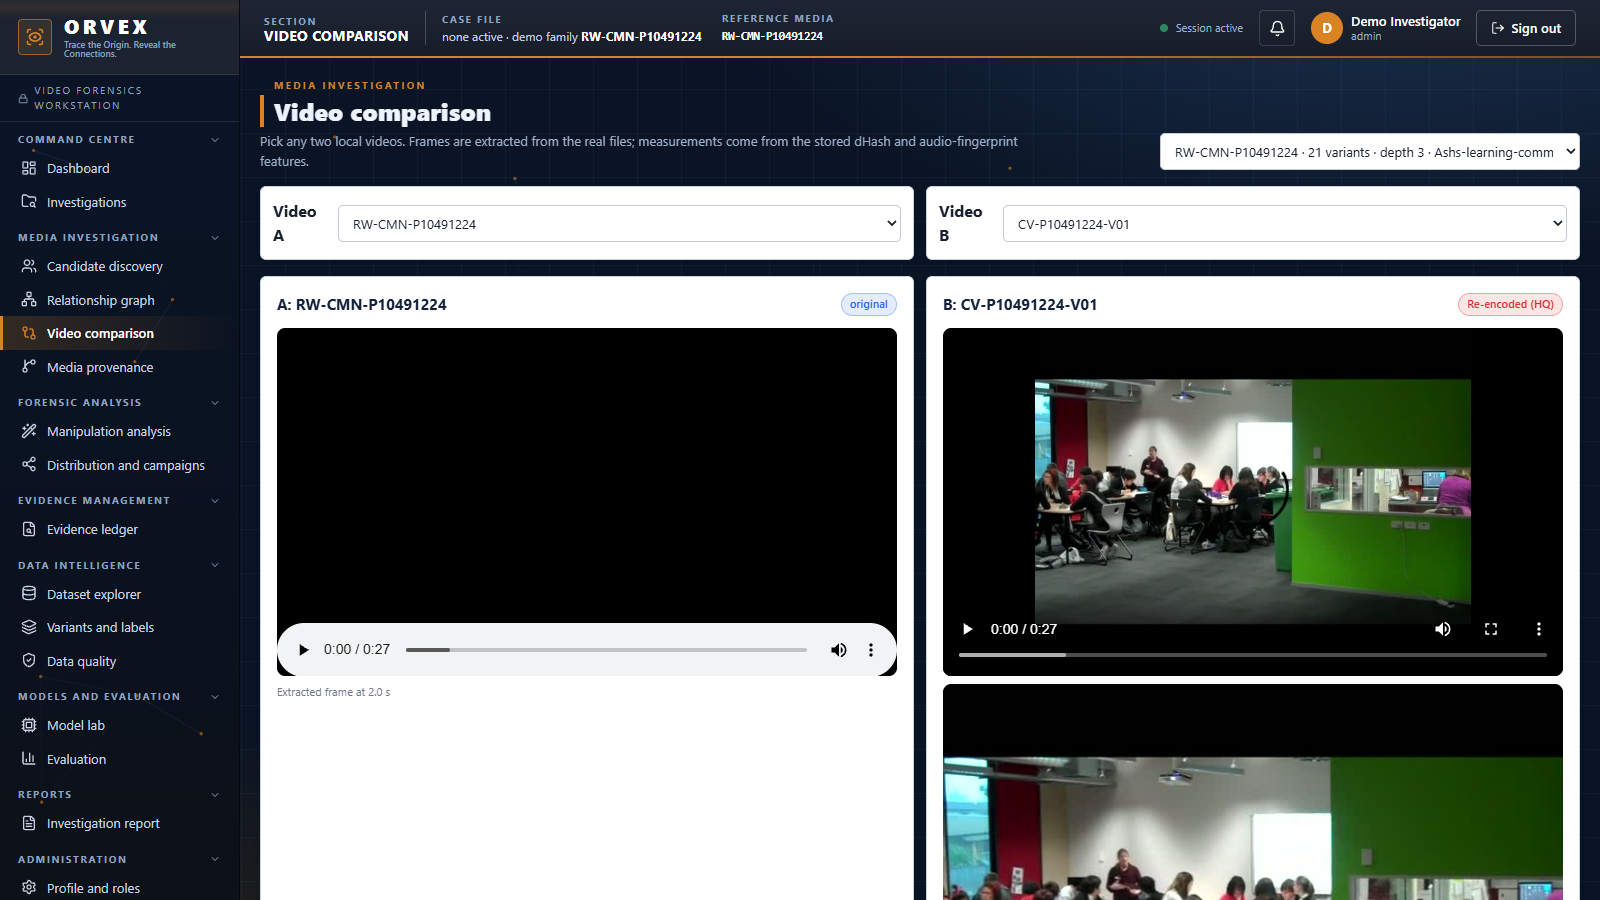 ORVEX
Trace the Origin. Reveal the
Connections.
VIDEO FORENSICS
WORKSTATION
COMMAND CENTRE
Dashboard
Investigations
MEDIA INVESTIGATION
Candidate discovery
Relationship graph
Video comparison
Media provenance
FORENSIC ANALYSIS
Manipulation analysis
Distribution and campaigns
EVIDENCE MANAGEMENT
Evidence ledger
DATA INTELLIGENCE
Dataset explorer
Variants and labels
Data quality
MODELS AND EVALUATION
Model lab
Evaluation
REPORTS
Investigation report
ADMINISTRATION
Profile and roles
SECTION
VIDEO COMPARISON
CASE FILE
none active · demo family RW-CMN-P10491224
REFERENCE MEDIA
RW-CMN-P10491224
Session active
D
Demo Investigator
admin
Sign out
MEDIA INVESTIGATION
Video comparison
Pick any two local videos. Frames are extracted from the real files; measurements come from the stored dHash and audio-fingerprint
features.
RW-CMN-P10491224 · 21 variants · depth 3 · Ashs-learning-comm
Video
A
RW-CMN-P10491224
Video
B
CV-P10491224-V01
A: RW-CMN-P10491224
original
0:00 / 0:27
Extracted frame at 2.0 s
B: CV-P10491224-V01
Re-encoded (HQ)
0:00 / 0:27